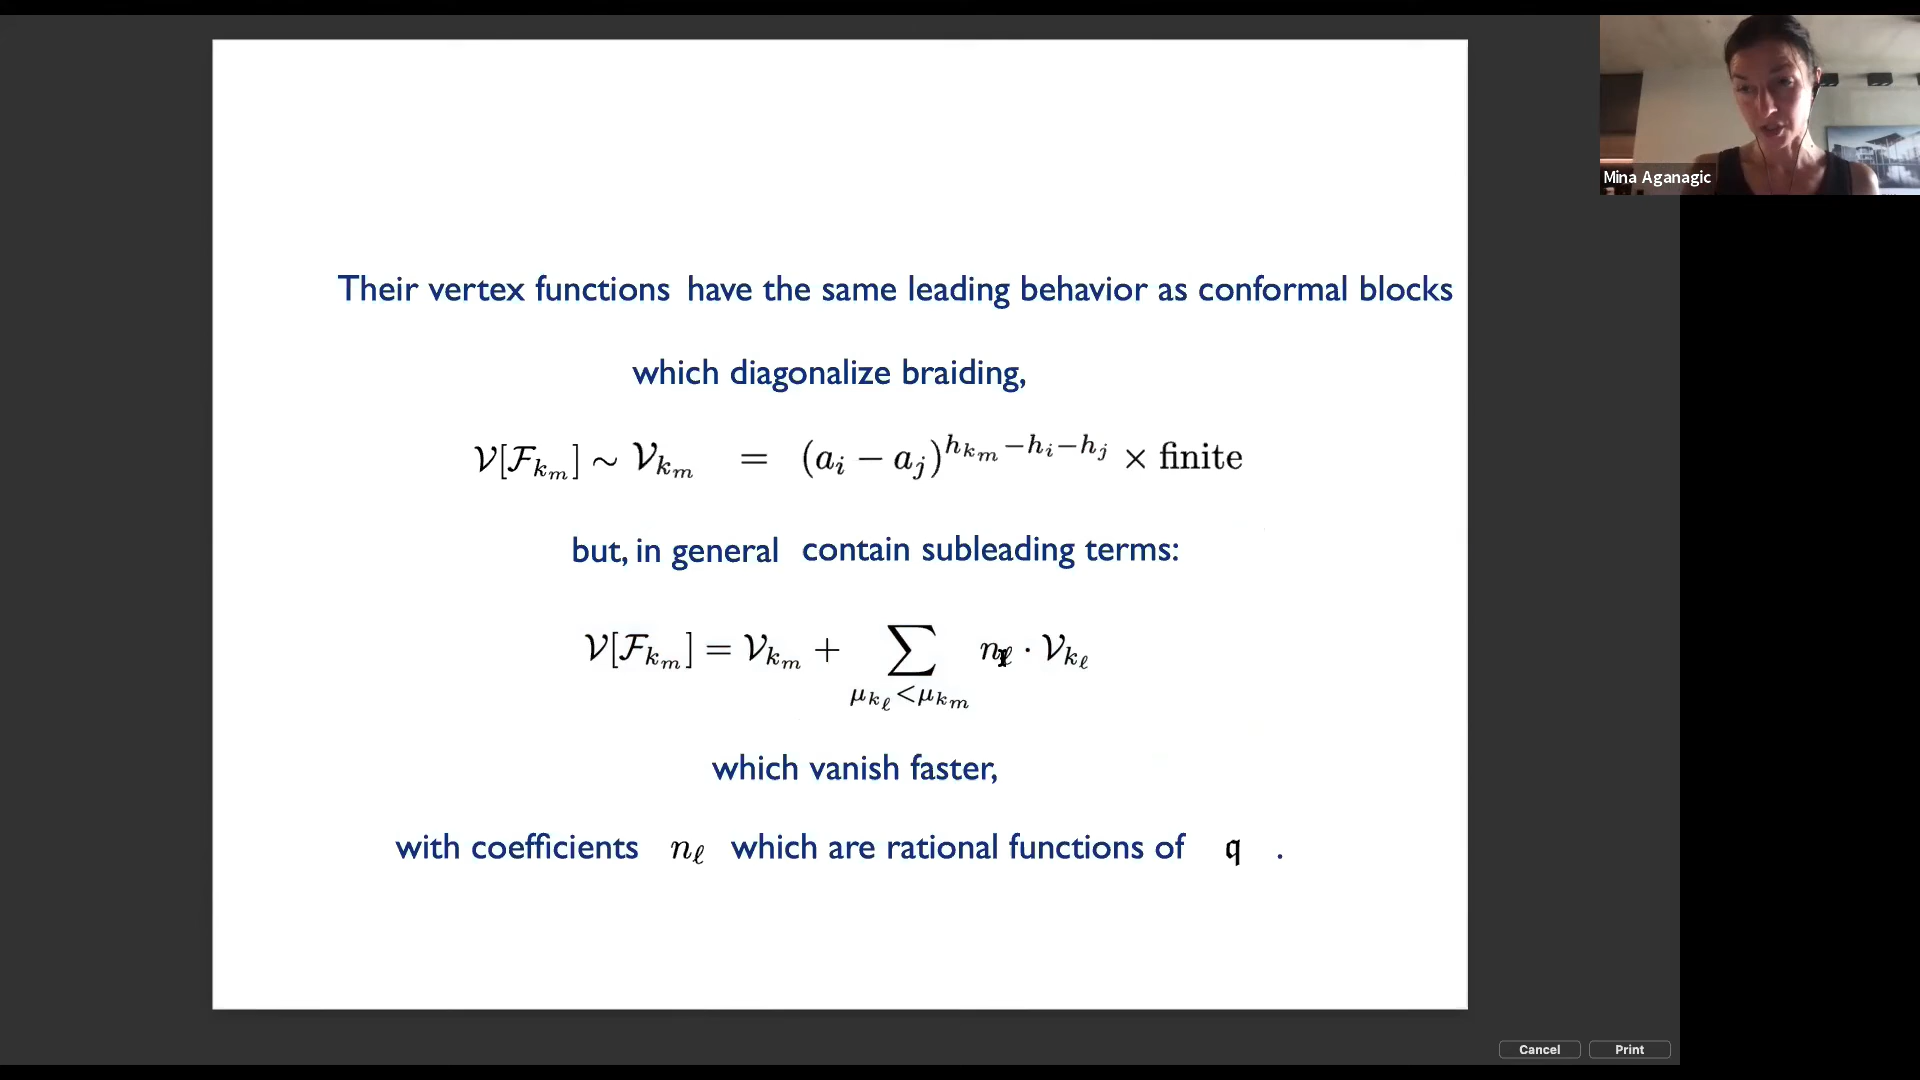 Mina Aganagic
Their vertex functions have the same leading behavior as conformal blocks
which diagonalize braiding,
𝒱[ℱ_{k_m}] ∼ 𝒱_{k_m} = (a_i − a_j)^{h_{k_m} − h_i − h_j} × finite
but, in general contain subleading terms:
𝒱[ℱ_{k_m}] = 𝒱_{k_m} + ∑_{μ_{k_ℓ} < μ_{k_m}} n_ℓ · 𝒱_{k_ℓ}
which vanish faster,
with coefficients n_ℓ which are rational functions of 𝔮 .
Cancel Print